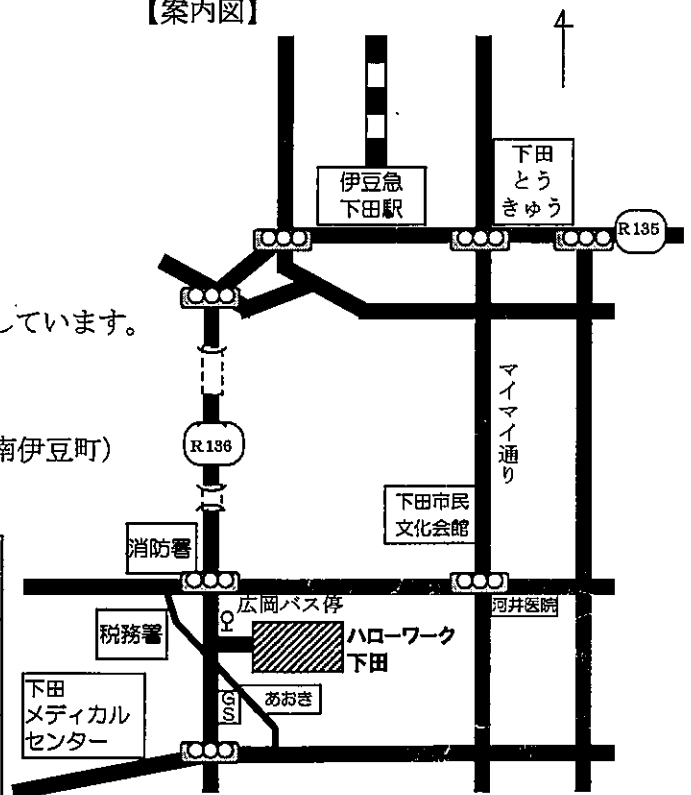 【案内図】
4
伊豆急
下田駅
下田
とう
きゅう
R135
しています。
マイマイ通り
南伊豆町）
R136
下田市民
文化会館
消防署
広岡バス停
河井医院
税務署
ハローワーク
下田
下田
メディカル
センター
GS
あおき